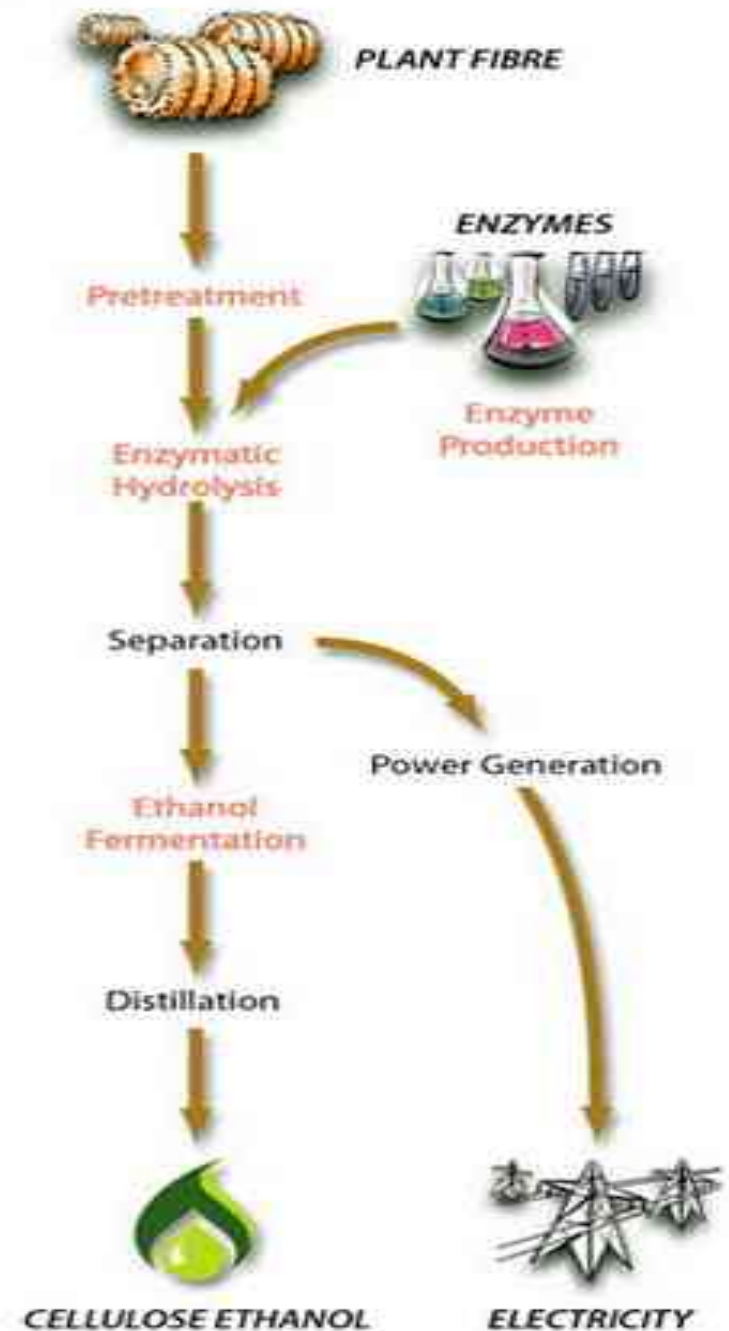 PLANT FIBRE
ENZYMES
Pretreatment
Enzyme
Production
Enzymatic
Hydrolysis
Separation
Power Generation
Ethanol
Fermentation
Distillation
CELLULOSE ETHANOL
ELECTRICITY